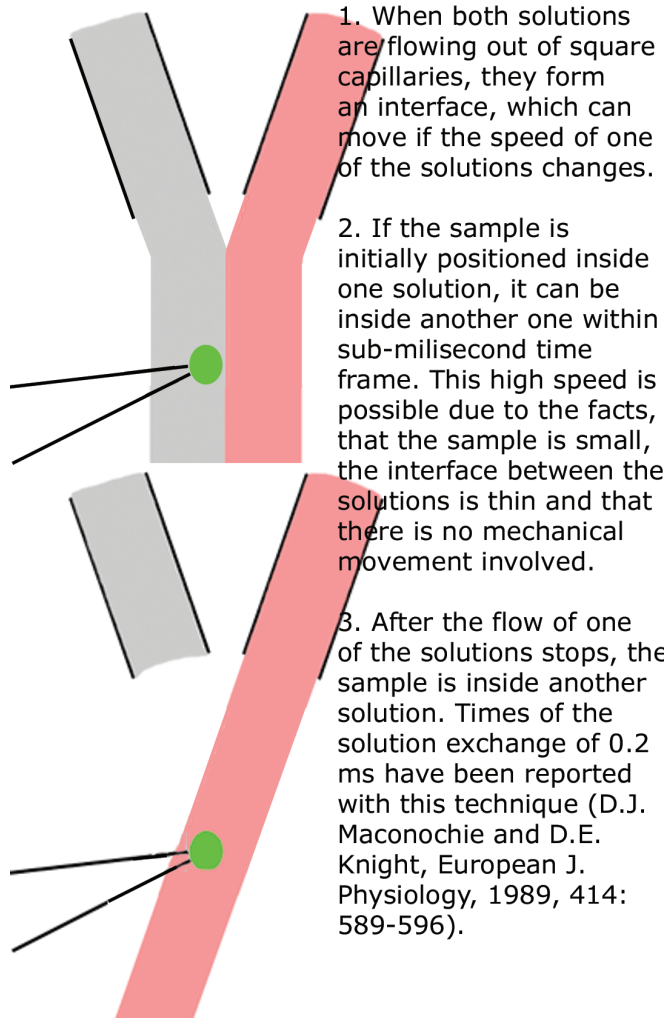 1. When both solutions
are flowing out of square
capillaries, they form
an interface, which can
move if the speed of one
of the solutions changes.
2. If the sample is
initially positioned inside
one solution, it can be
inside another one within
sub-milisecond time
frame. This high speed is
possible due to the facts,
that the sample is small,
the interface between the
solutions is thin and that
there is no mechanical
movement involved.
3. After the flow of one
of the solutions stops, the
sample is inside another
solution. Times of the
solution exchange of 0.2
ms have been reported
with this technique (D.J.
Maconochie and D.E.
Knight, European J.
Physiology, 1989, 414:
589-596).